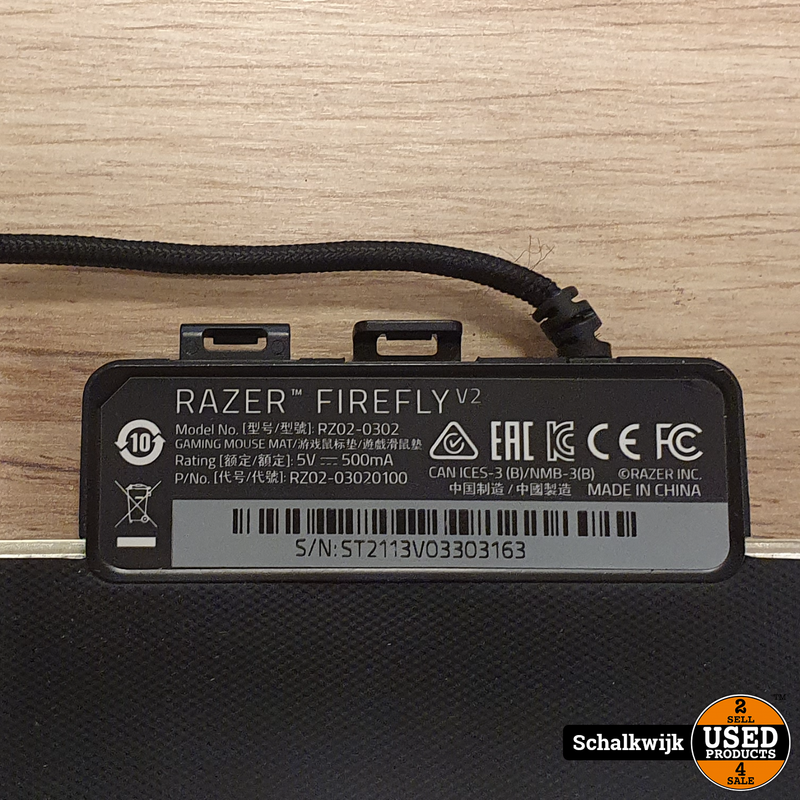 RAZER™ FIREFLY V2
Model No. [型号/型號]: RZ02-0302
GAMING MOUSE MAT/游戏鼠标垫/遊戲滑鼠墊
Rating [额定/額定]: 5V⎓500mA
P/No. [代号/代號]: RZ02-03020100
10
EAC
CE FC
CAN ICES-3 (B)/NMB-3(B) ©RAZER INC.
中国制造 / 中國製造 MADE IN CHINA
S/N: ST2113V03303163
Schalkwijk
2
SELL
USED
PRODUCTS
4
SALE
TM